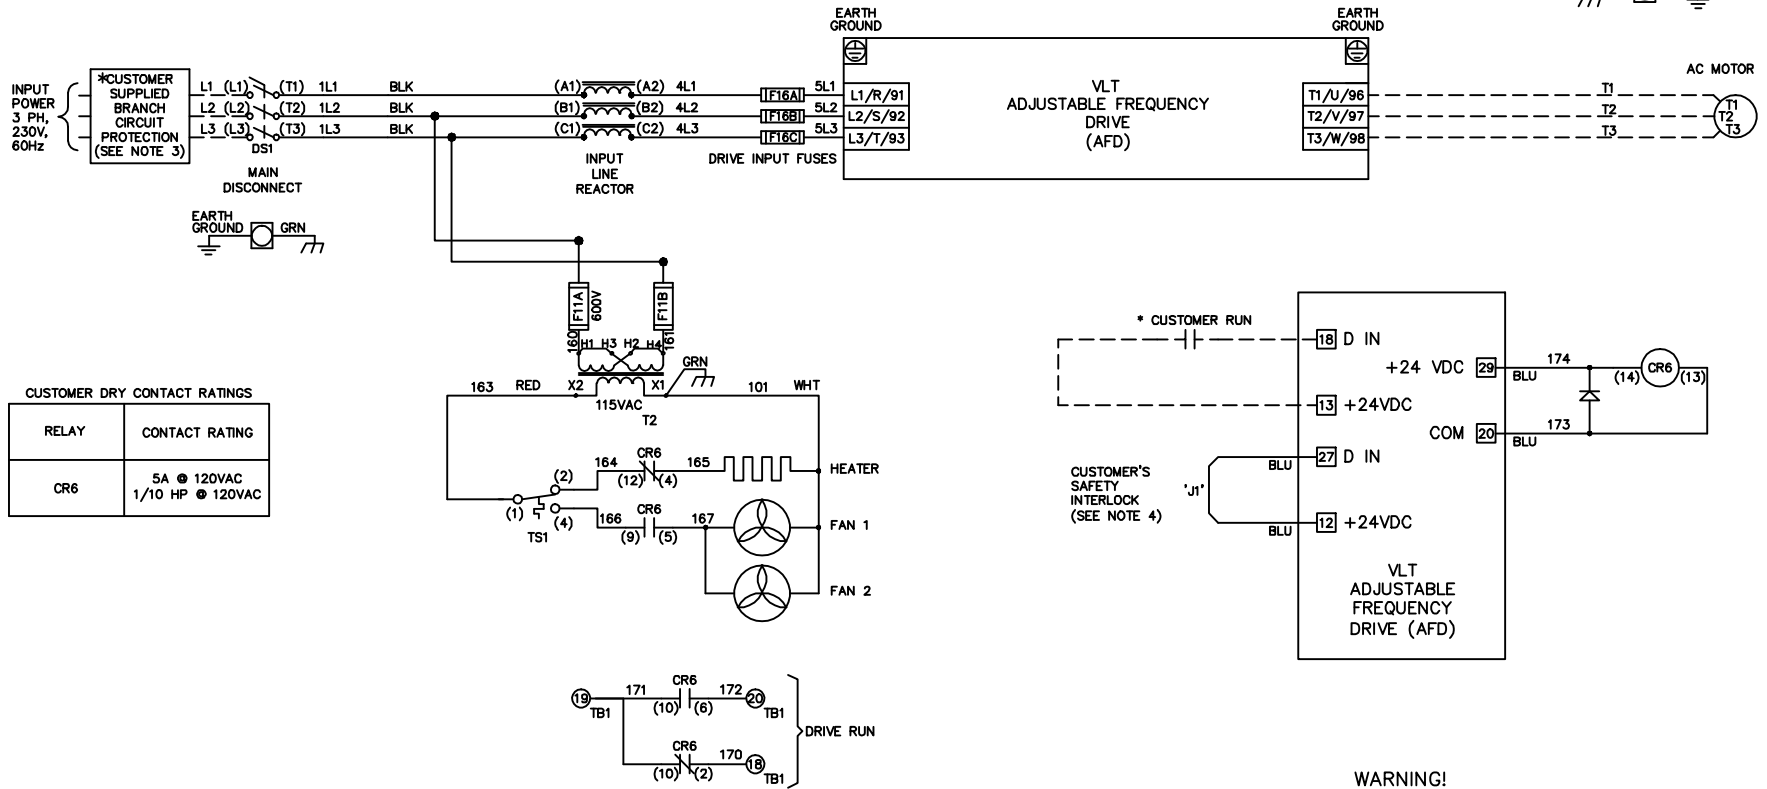 EARTH
GROUND
EARTH
GROUND
INPUT
POWER
3 PH,
230V,
60Hz
*CUSTOMER
SUPPLIED
BRANCH
CIRCUIT
PROTECTION
(SEE NOTE 3)
L1 (L1) (T1) 1L1 BLK (A1) (A2) 4L1 F16A 5L1 L1/R/91
L2 (L2) (T2) 1L2 BLK (B1) (B2) 4L2 F16B 5L2 L2/S/92
L3 (L3) (T3) 1L3 BLK (C1) (C2) 4L3 F16C 5L3 L3/T/93
DS1
MAIN
DISCONNECT
INPUT
LINE
REACTOR
DRIVE INPUT FUSES
VLT
ADJUSTABLE FREQUENCY
DRIVE
(AFD)
T1/U/96 T1
T2/V/97 T2
T3/W/98 T3
AC MOTOR
T1
T2
T3
EARTH
GROUND
GRN
F11A
600V
F11B
160
161
H1 H3 H2 H4
GRN
163 RED X2 X1 101 WHT
115VAC
T2
CUSTOMER DRY CONTACT RATINGS
RELAY CONTACT RATING
CR6 5A @ 120VAC
1/10 HP @ 120VAC
CR6
(2) 164 165 HEATER
(12) (4)
(1)
TS1
(4) 166 CR6 167 FAN 1
(9) (5)
FAN 2
19 TB1 171 CR6 172 20 TB1
(10) (6)
DRIVE RUN
CR6 170 18 TB1
(10) (2)
* CUSTOMER RUN
18 D IN
+24 VDC 29 174
BLU
(14) CR6 (13)
13 +24VDC
COM 20 173
BLU
BLU 27 D IN
CUSTOMER'S
SAFETY
INTERLOCK
(SEE NOTE 4)
'J1'
BLU 12 +24VDC
VLT
ADJUSTABLE
FREQUENCY
DRIVE (AFD)
WARNING!